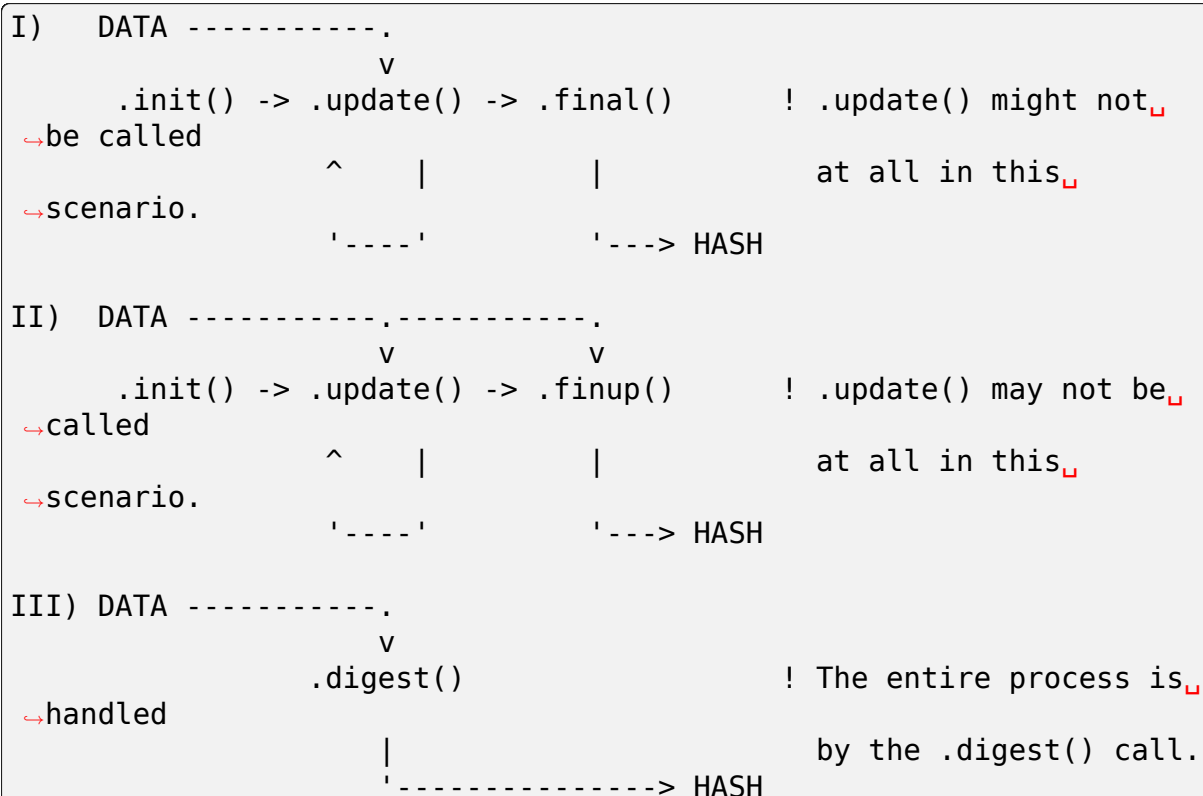 I)   DATA -----------.
                      v
      .init() -> .update() -> .final()      ! .update() might not␣
↪be called
                   ^    |         |            at all in this␣
↪scenario.
                   '----'         '---> HASH

II)  DATA -----------.-----------.
                      v           v
      .init() -> .update() -> .finup()      ! .update() may not be␣
↪called
                   ^    |         |            at all in this␣
↪scenario.
                   '----'         '---> HASH

III) DATA -----------.
                      v
                 .digest()                  ! The entire process is␣
↪handled
                      |                       by the .digest() call.
                      '---------------> HASH